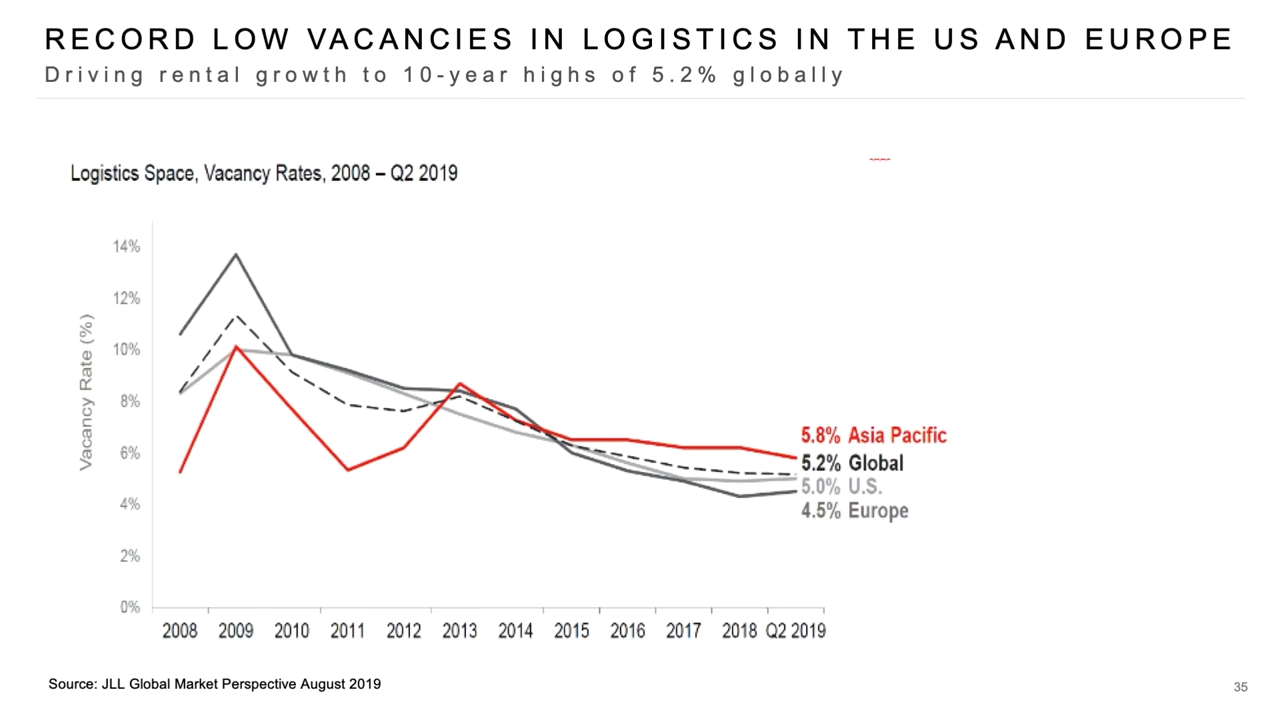 RECORD LOW VACANCIES IN LOGISTICS IN THE US AND EUROPE
Driving rental growth to 10-year highs of 5.2% globally
Logistics Space, Vacancy Rates, 2008 – Q2 2019
Vacancy Rate (%)
14%
12%
10%
8%
6%
4%
2%
0%
5.8% Asia Pacific
5.2% Global
5.0% U.S.
4.5% Europe
2008 2009 2010 2011 2012 2013 2014 2015 2016 2017 2018 Q2 2019
Source: JLL Global Market Perspective August 2019
35